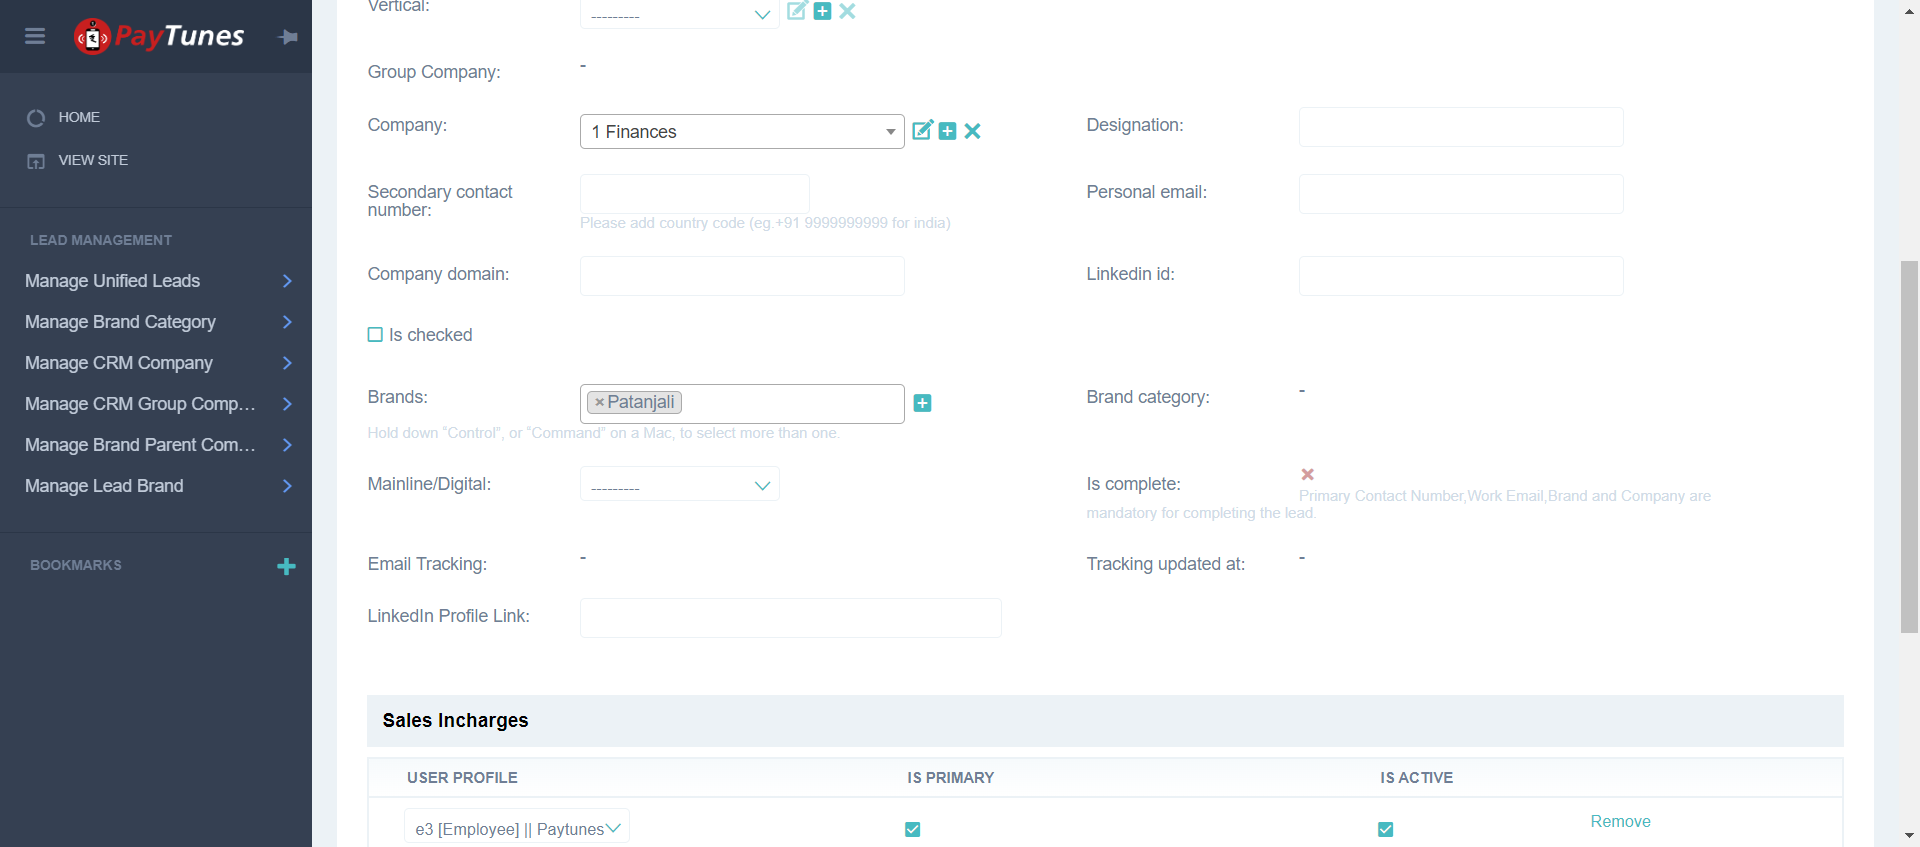 PayTunes
HOME
VIEW SITE
LEAD MANAGEMENT
Manage Unified Leads
Manage Brand Category
Manage CRM Company
Manage CRM Group Comp...
Manage Brand Parent Com...
Manage Lead Brand
BOOKMARKS
Vertical:
---------
Group Company:
-
Company:
1 Finances
Designation:
Secondary contact
number:
Please add country code (eg.+91 9999999999 for india)
Personal email:
Company domain:
Linkedin id:
Is checked
Brands:
×Patanjali
Hold down “Control”, or “Command” on a Mac, to select more than one.
Brand category:
-
Mainline/Digital:
---------
Is complete:
Primary Contact Number,Work Email,Brand and Company are
mandatory for completing the lead.
Email Tracking:
-
Tracking updated at:
-
LinkedIn Profile Link:
Sales Incharges
USER PROFILE
IS PRIMARY
IS ACTIVE
e3 [Employee] || Paytunes
Remove